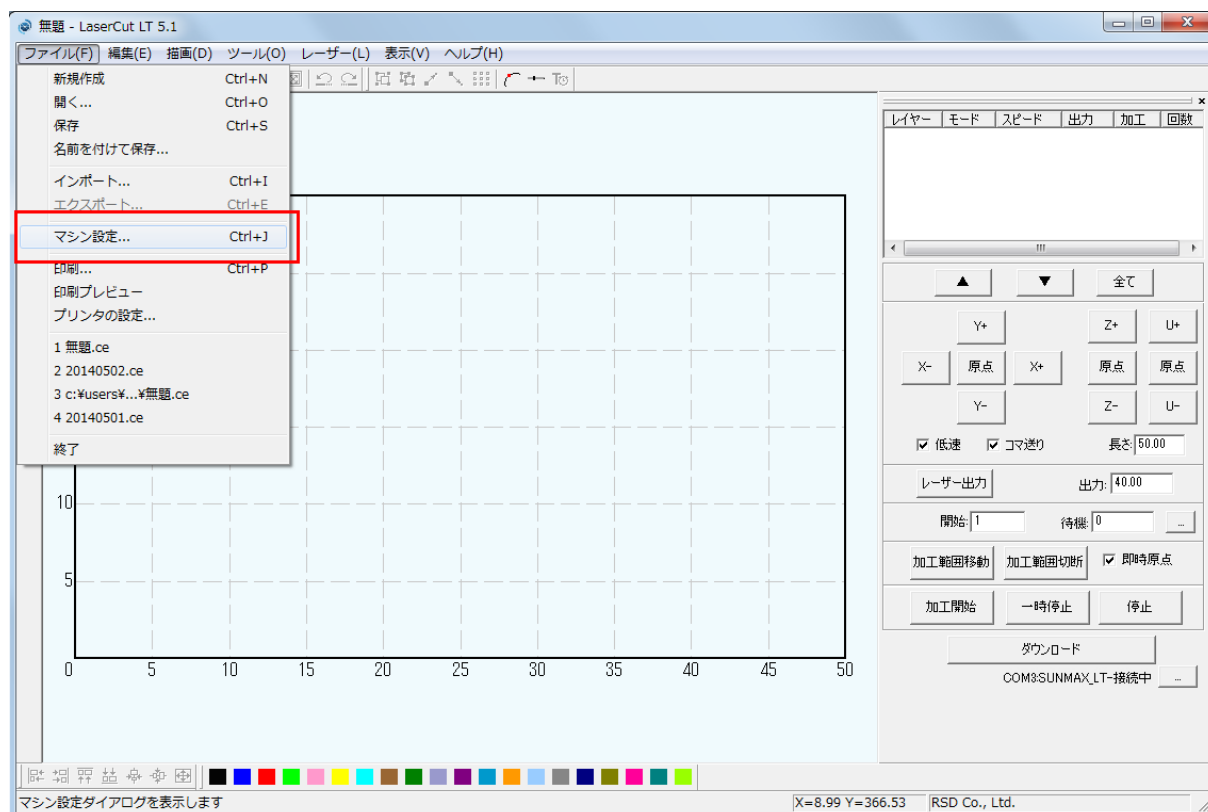 無題 - LaserCut LT 5.1
ファイル(F) 編集(E) 描画(D) ツール(O) レーザー(L) 表示(V) ヘルプ(H)
新規作成 Ctrl+N
開く... Ctrl+O
保存 Ctrl+S
名前を付けて保存...
インポート... Ctrl+I
エクスポート... Ctrl+E
マシン設定... Ctrl+J
印刷... Ctrl+P
印刷プレビュー
プリンタの設定...
1 無題.ce
2 20140502.ce
3 c:¥users¥...¥無題.ce
4 20140501.ce
終了
10
5
0 5 10 15 20 25 30 35 40 45 50
レイヤー モード スピード 出力 加工 回数
▲ ▼ 全て
Y+ Z+ U+
X- 原点 X+ 原点 原点
Y- Z- U-
低速 コマ送り 長さ: 50.00
レーザー出力 出力: 40.00
開始: 1 待機: 0 ...
加工範囲移動 加工範囲切断 即時原点
加工開始 一時停止 停止
ダウンロード
COM3:SUNMAX_LT-接続中 ...
マシン設定ダイアログを表示します X=8.99 Y=366.53 RSD Co., Ltd.